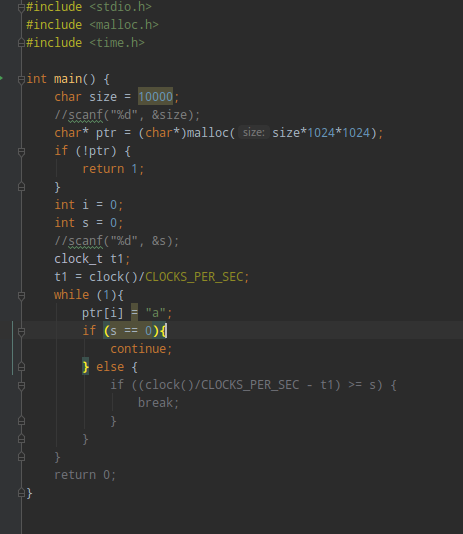 #include <stdio.h>
#include <malloc.h>
#include <time.h>
int main() {
char size = 10000;
//scanf("%d", &size);
char* ptr = (char*)malloc( size: size*1024*1024);
if (!ptr) {
return 1;
}
int i = 0;
int s = 0;
//scanf("%d", &s);
clock_t t1;
t1 = clock()/CLOCKS_PER_SEC;
while (1){
ptr[i] = "a";
if (s == 0){
continue;
} else {
if ((clock()/CLOCKS_PER_SEC - t1) >= s) {
break;
}
}
}
return 0;
}